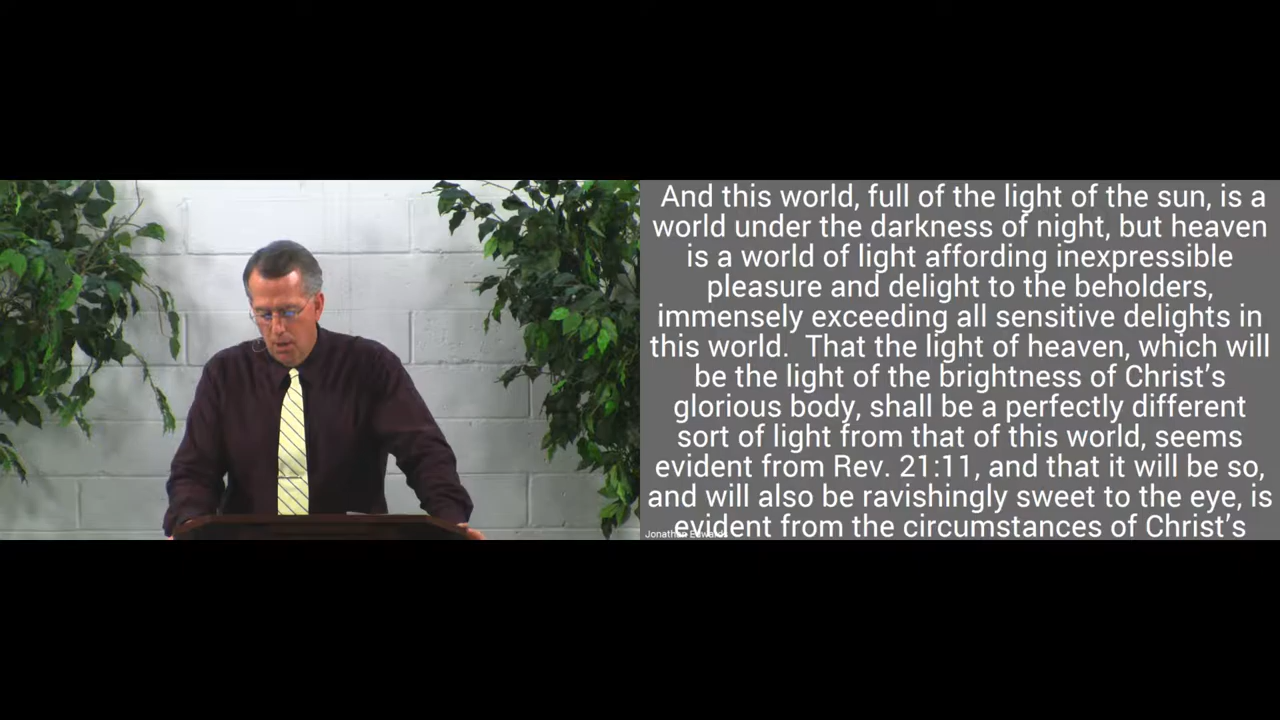 And this world, full of the light of the sun, is a
world under the darkness of night, but heaven
is a world of light affording inexpressible
pleasure and delight to the beholders,
immensely exceeding all sensitive delights in
this world.  That the light of heaven, which will
be the light of the brightness of Christ’s
glorious body, shall be a perfectly different
sort of light from that of this world, seems
evident from Rev. 21:11, and that it will be so,
and will also be ravishingly sweet to the eye, is
evident from the circumstances of Christ’s
Jonathan Edwards